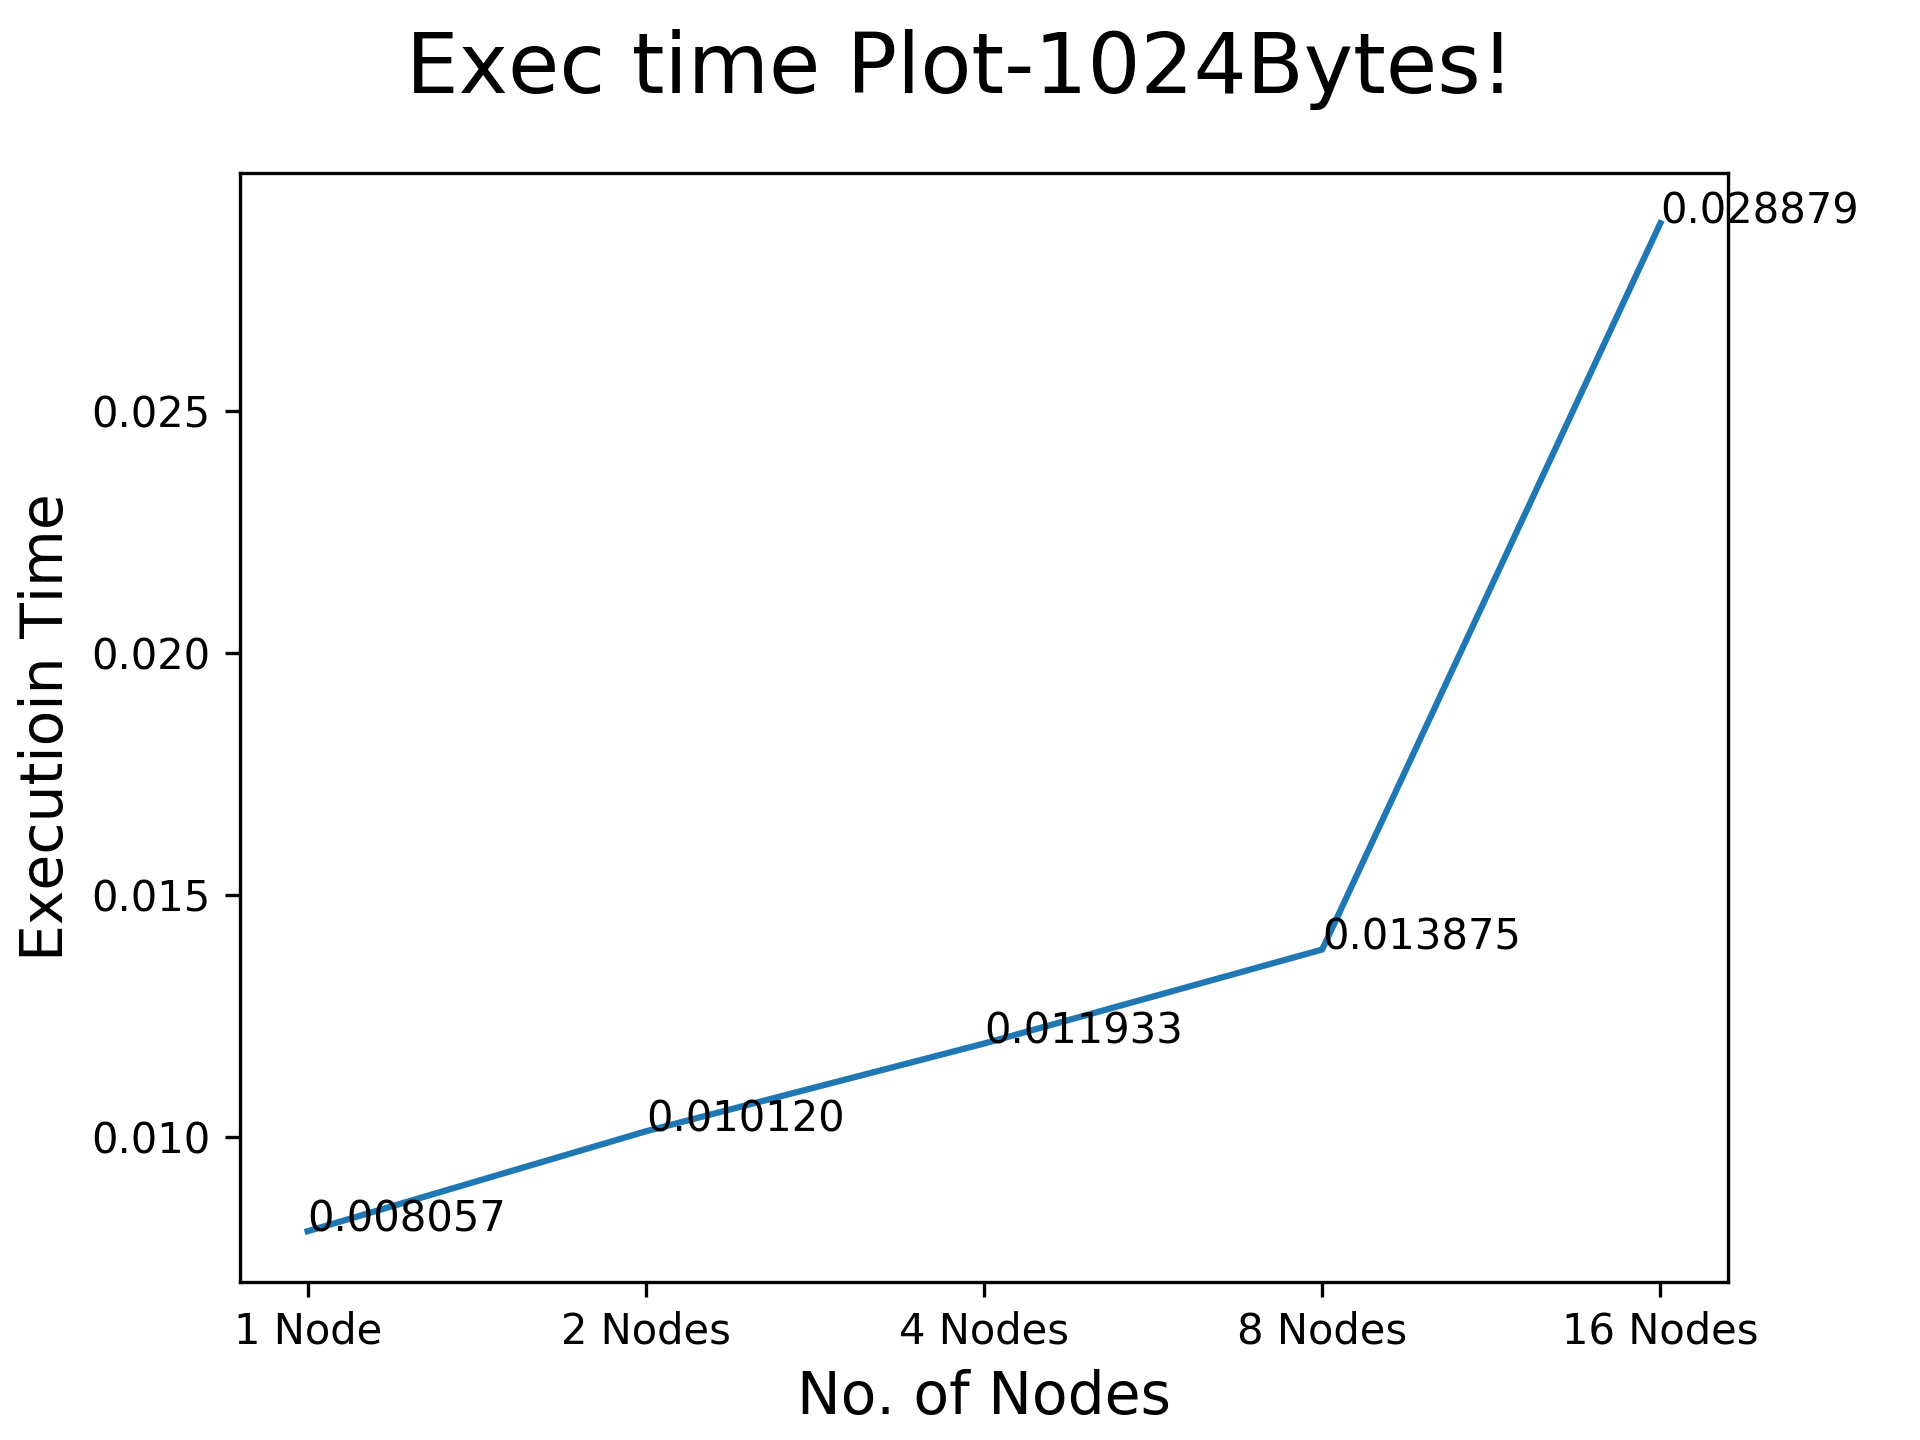 Exec time Plot-1024Bytes!
0.028879
0.025
0.020
Executioin Time
0.015
0.013875
0.011933
0.010120
0.010
0.008057
1 Node
2 Nodes
4 Nodes
8 Nodes
16 Nodes
No. of Nodes